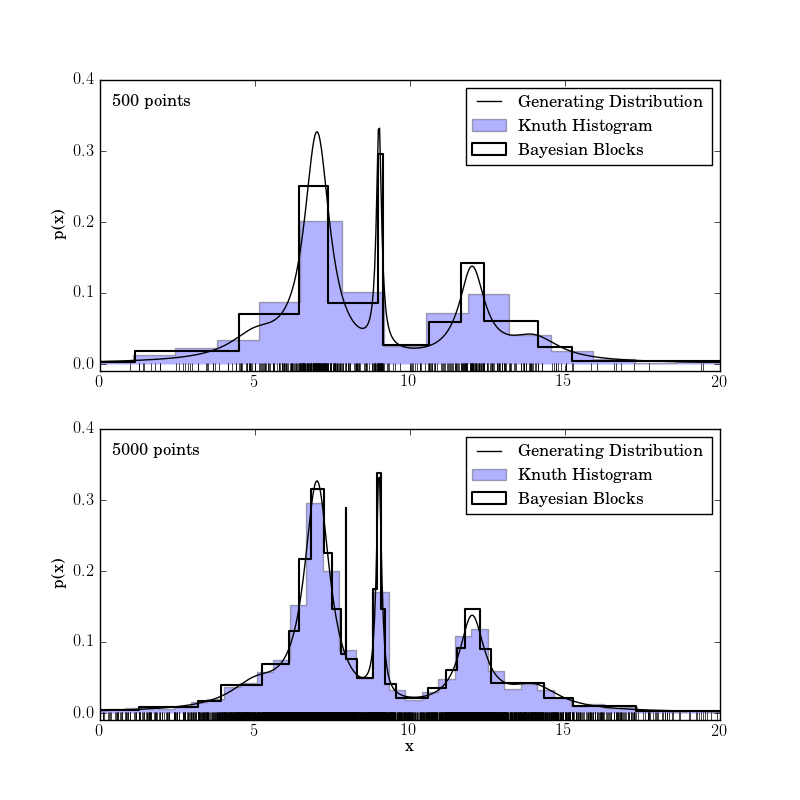 0.4
500 points
Generating Distribution
Knuth Histogram
Bayesian Blocks
0.3
0.2
0.1
0.0
p(x)
0 5 10 15 20
0.4
5000 points
Generating Distribution
Knuth Histogram
Bayesian Blocks
0.3
0.2
0.1
0.0
p(x)
0 5 10 15 20
x